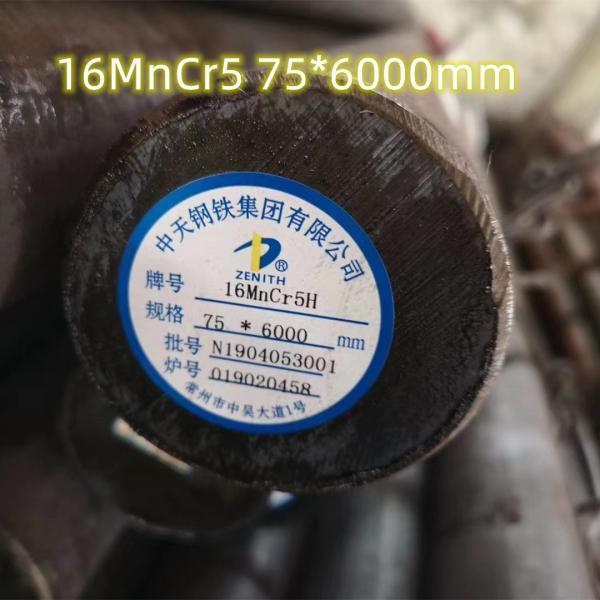 16MnCr5 75*6000mm
中天钢铁集团有限公司
®
ZENITH
牌号 16MnCr5H
规格 75 * 6000 mm
批号 N1904053001
炉号 019020458
常州市中吴大道1号